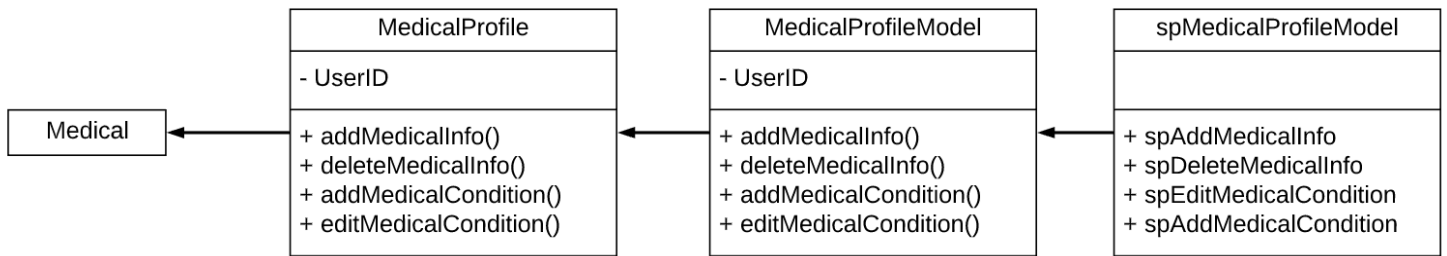 Medical
MedicalProfile
- UserID
+ addMedicalInfo()
+ deleteMedicalInfo()
+ addMedicalCondition()
+ editMedicalCondition()
MedicalProfileModel
- UserID
+ addMedicalInfo()
+ deleteMedicalInfo()
+ addMedicalCondition()
+ editMedicalCondition()
spMedicalProfileModel
+ spAddMedicalInfo
+ spDeleteMedicalInfo
+ spEditMedicalCondition
+ spAddMedicalCondition